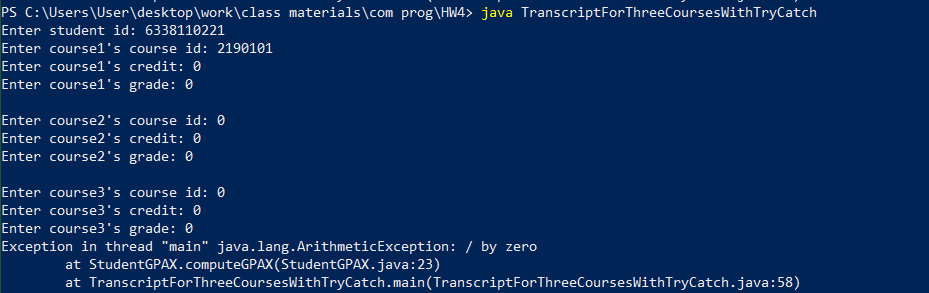 PS C:\Users\User\desktop\work\class materials\com prog\HW4> java TranscriptForThreeCoursesWithTryCatch
Enter student id: 6338110221
Enter course1's course id: 2190101
Enter course1's credit: 0
Enter course1's grade: 0
Enter course2's course id: 0
Enter course2's credit: 0
Enter course2's grade: 0
Enter course3's course id: 0
Enter course3's credit: 0
Enter course3's grade: 0
Exception in thread "main" java.lang.ArithmeticException: / by zero
at StudentGPAX.computeGPAX(StudentGPAX.java:23)
at TranscriptForThreeCoursesWithTryCatch.main(TranscriptForThreeCoursesWithTryCatch.java:58)